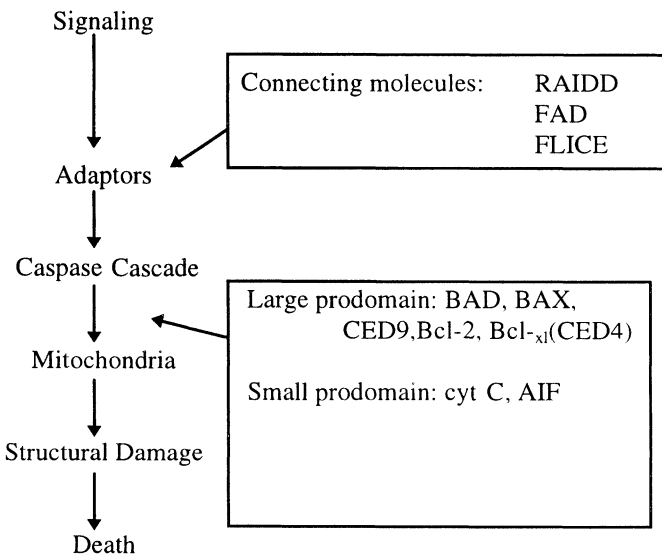 Signaling
Connecting molecules: RAIDD
FAD
FLICE
Adaptors
Caspase Cascade
Large prodomain: BAD, BAX,
CED9,Bcl-2, Bcl-xl(CED4)
Mitochondria
Small prodomain: cyt C, AIF
Structural Damage
Death